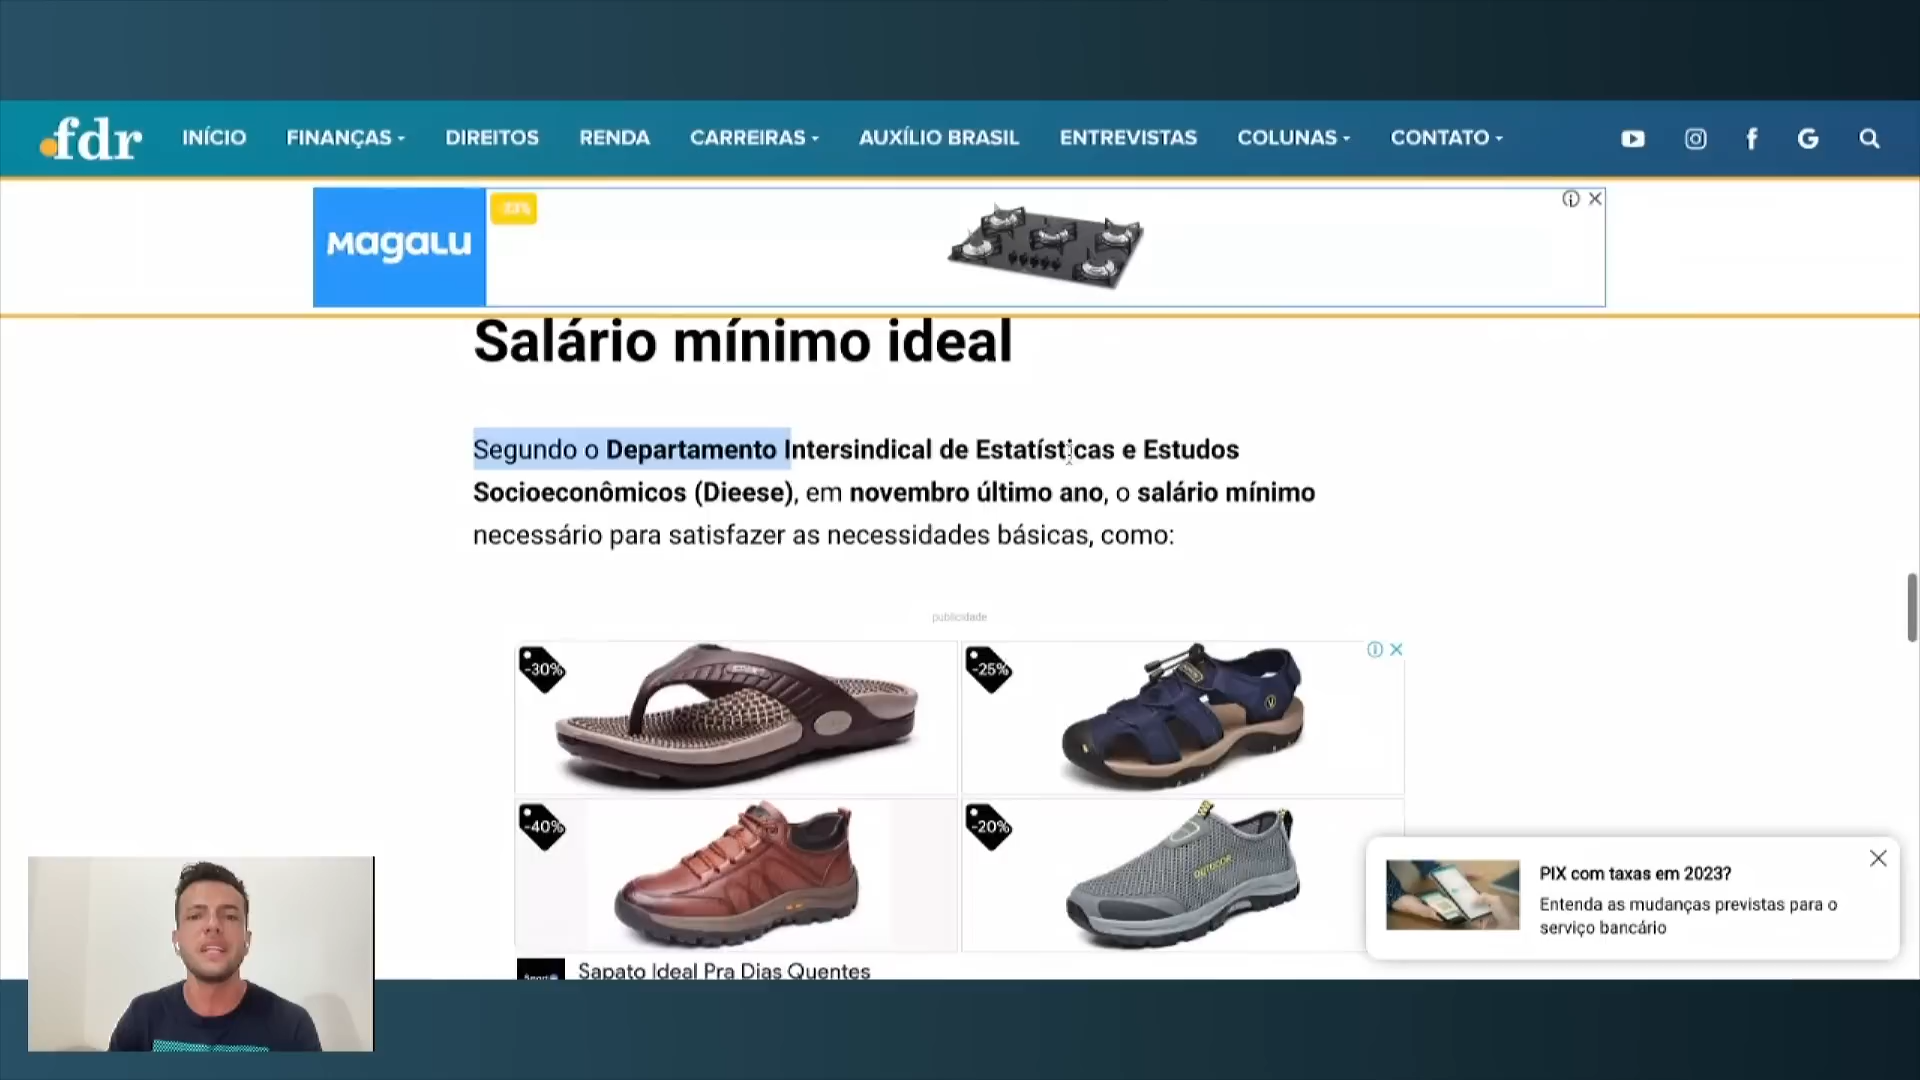 fdr
INÍCIO FINANÇAS DIREITOS RENDA CARREIRAS AUXÍLIO BRASIL ENTREVISTAS COLUNAS CONTATO
MagaLu
Salário mínimo ideal
Segundo o Departamento Intersindical de Estatísticas e Estudos
Socioeconômicos (Dieese), em novembro último ano, o salário mínimo
necessário para satisfazer as necessidades básicas, como:
publicidade
-30%
-25%
-40%
-20%
OUTDOOR
Sapato Ideal Pra Dias Quentes
PIX com taxas em 2023?
Entenda as mudanças previstas para o
serviço bancário